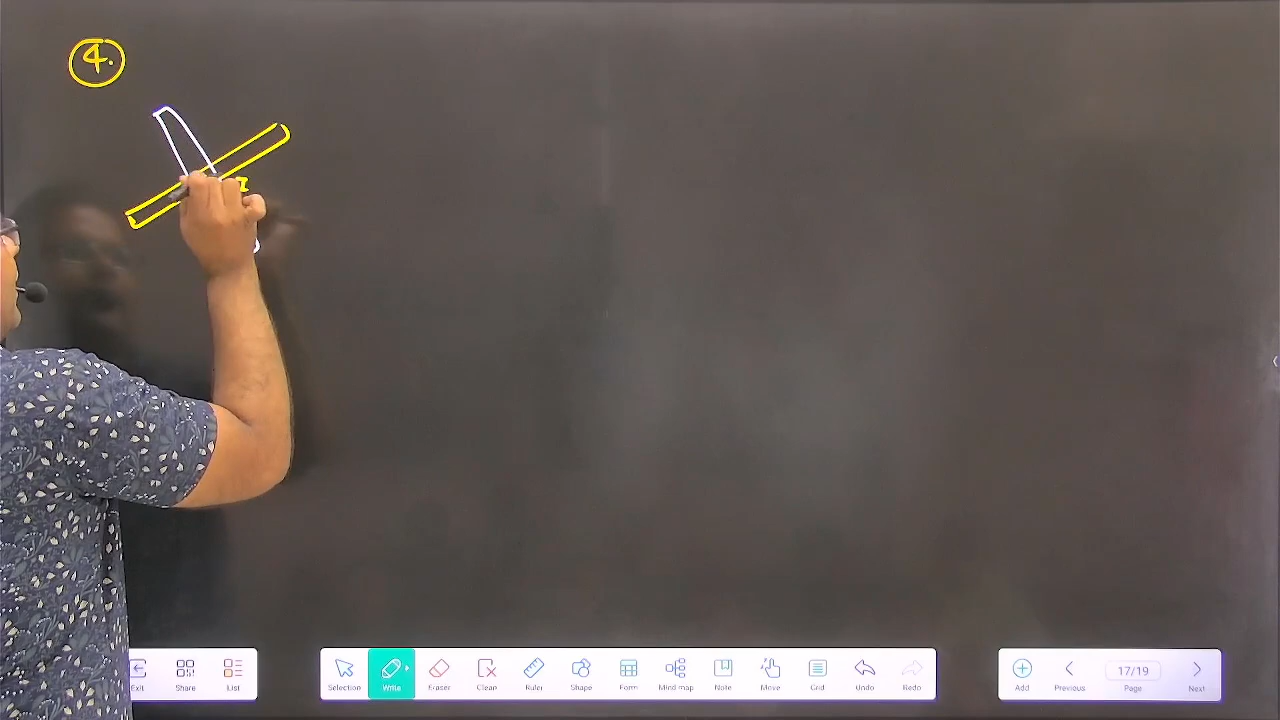 4.
Exit
Share
List
Selection
Write
Eraser
Clean
Ruler
Shape
Form
Mind map
Note
Move
Grid
Undo
Redo
Add
Previous
17/19
Page
Next